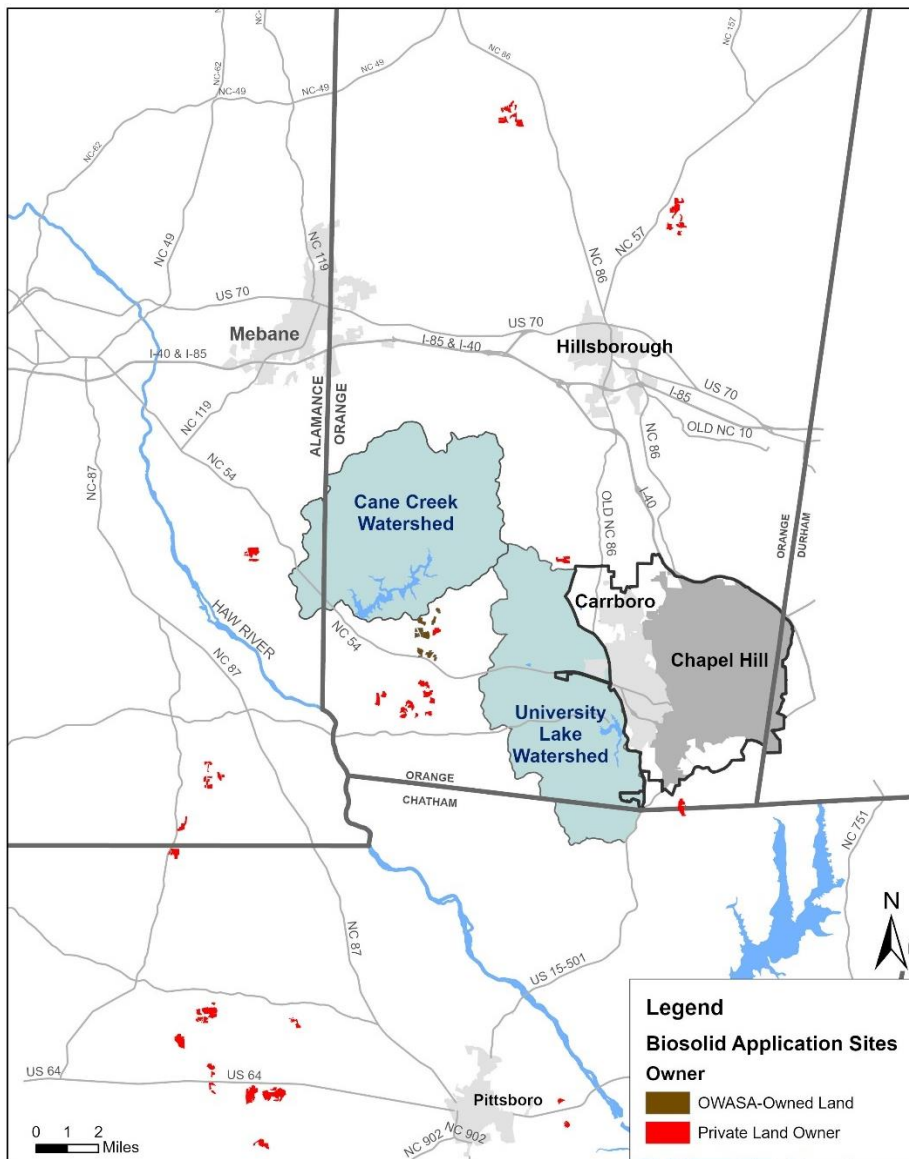 NC-62
NC-
NC 49
NC 86
NC 157
NC-49
NC-49
NC-62
NC 49
NC 119
NC 57
NC 86
US 70
US 70
Mebane
Hillsborough
I-40 & I-85
I-85 & I-40
US 70
I-85
NC 119
OLD NC 10
ALAMANCE
ORANGE
NC 86
NC-87
NC 54
I-40
Cane Creek
Watershed
OLD NC 86
ORANGE
DURHAM
Carrboro
HAW RIVER
NC 54
Chapel Hill
NC 87
University
Lake
Watershed
ORANGE
CHATHAM
NC 751
N
NC 87
US 15-501
Legend
Biosolid Application Sites
Owner
OWASA-Owned Land
Private Land Owner
US 64
US 64
Pittsboro
NC 902
NC 902
0 1 2
Miles